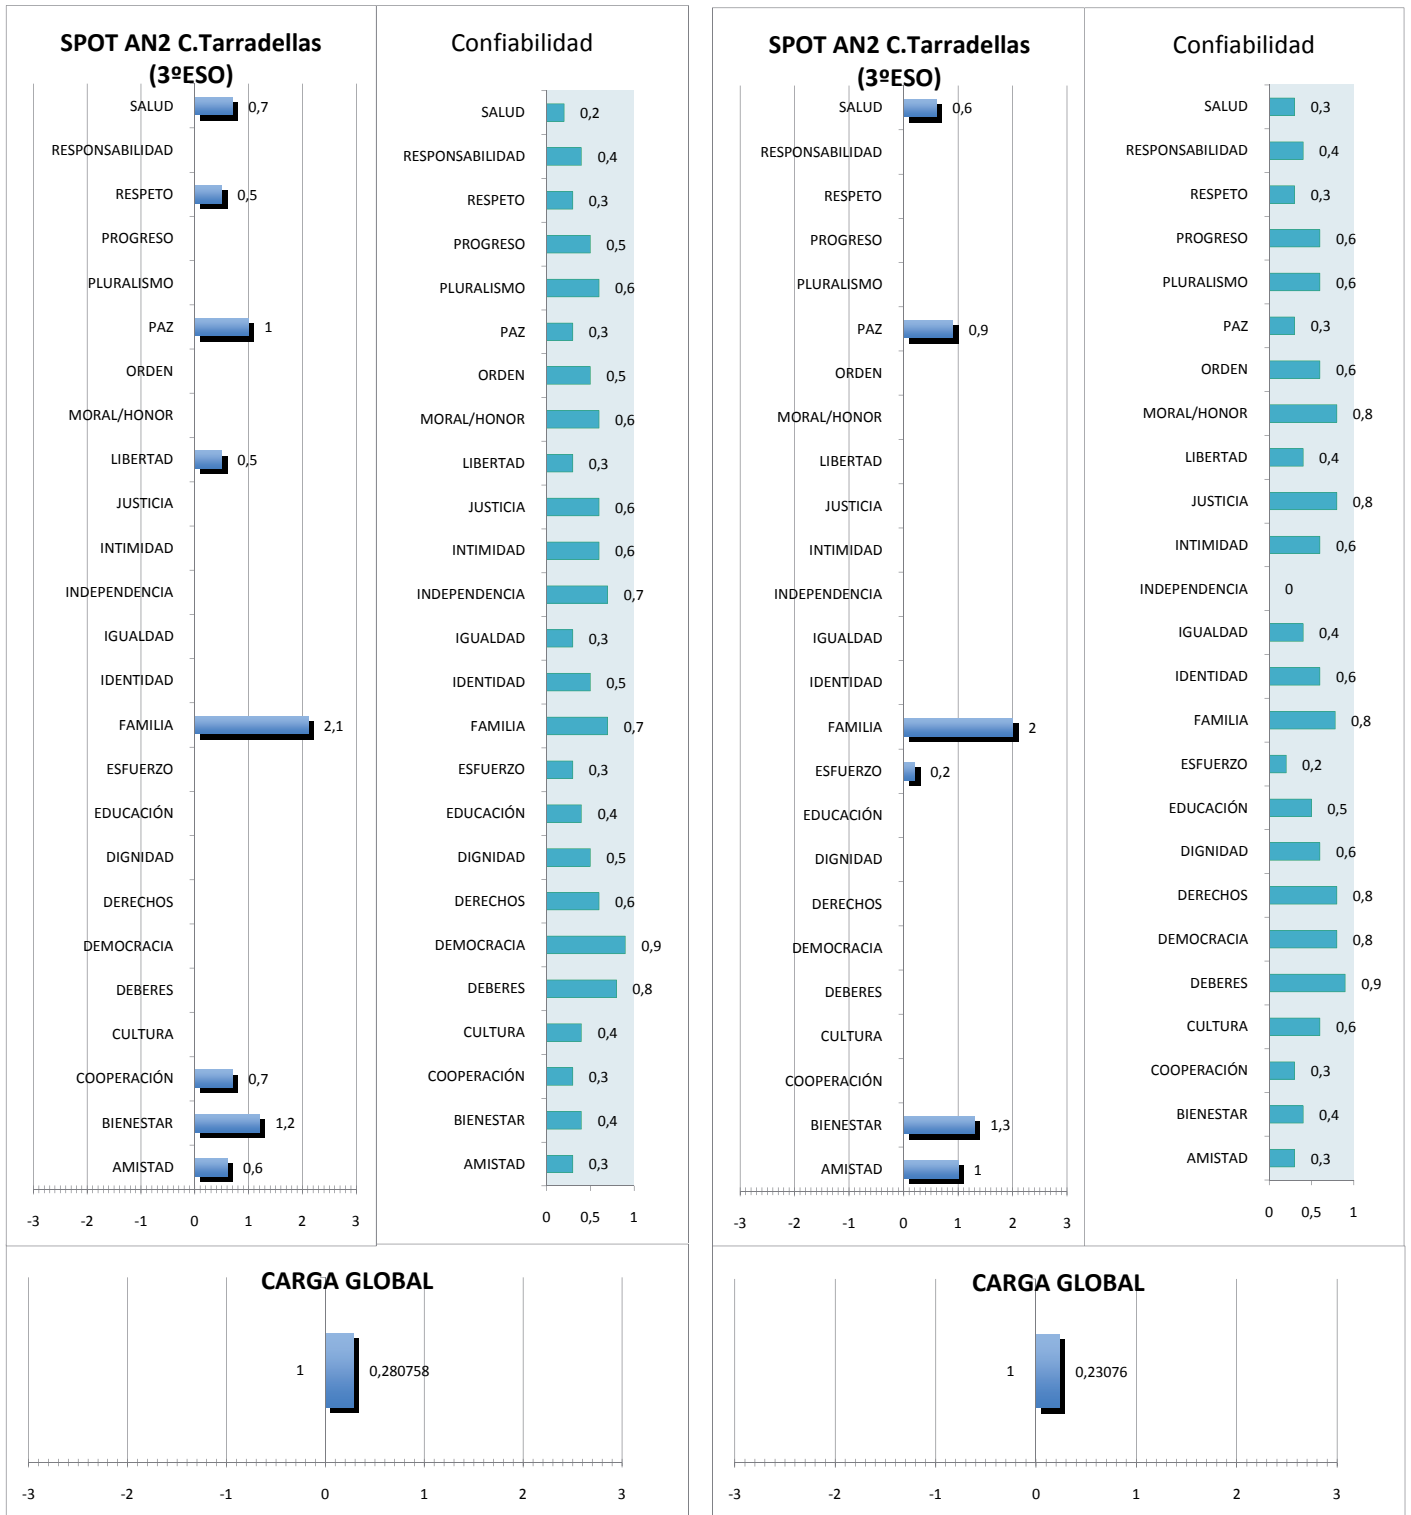 SPOT AN2 C.Tarradellas
(3ºESO)
SALUD 0,7
RESPONSABILIDAD
RESPETO 0,5
PROGRESO
PLURALISMO
PAZ 1
ORDEN
MORAL/HONOR
LIBERTAD 0,5
JUSTICIA
INTIMIDAD
INDEPENDENCIA
IGUALDAD
IDENTIDAD
FAMILIA 2,1
ESFUERZO
EDUCACIÓN
DIGNIDAD
DERECHOS
DEMOCRACIA
DEBERES
CULTURA
COOPERACIÓN 0,7
BIENESTAR 1,2
AMISTAD 0,6
-3 -2 -1 0 1 2 3
Confiabilidad
SALUD 0,2
RESPONSABILIDAD 0,4
RESPETO 0,3
PROGRESO 0,5
PLURALISMO 0,6
PAZ 0,3
ORDEN 0,5
MORAL/HONOR 0,6
LIBERTAD 0,3
JUSTICIA 0,6
INTIMIDAD 0,6
INDEPENDENCIA 0,7
IGUALDAD 0,3
IDENTIDAD 0,5
FAMILIA 0,7
ESFUERZO 0,3
EDUCACIÓN 0,4
DIGNIDAD 0,5
DERECHOS 0,6
DEMOCRACIA 0,9
DEBERES 0,8
CULTURA 0,4
COOPERACIÓN 0,3
BIENESTAR 0,4
AMISTAD 0,3
0 0,5 1
CARGA GLOBAL
1 0,280758
-3 -2 -1 0 1 2 3
SPOT AN2 C.Tarradellas
(3ºESO)
SALUD 0,6
RESPONSABILIDAD
RESPETO
PROGRESO
PLURALISMO
PAZ 0,9
ORDEN
MORAL/HONOR
LIBERTAD
JUSTICIA
INTIMIDAD
INDEPENDENCIA
IGUALDAD
IDENTIDAD
FAMILIA 2
ESFUERZO 0,2
EDUCACIÓN
DIGNIDAD
DERECHOS
DEMOCRACIA
DEBERES
CULTURA
COOPERACIÓN
BIENESTAR 1,3
AMISTAD 1
-3 -2 -1 0 1 2 3
Confiabilidad
SALUD 0,3
RESPONSABILIDAD 0,4
RESPETO 0,3
PROGRESO 0,6
PLURALISMO 0,6
PAZ 0,3
ORDEN 0,6
MORAL/HONOR 0,8
LIBERTAD 0,4
JUSTICIA 0,8
INTIMIDAD 0,6
INDEPENDENCIA 0
IGUALDAD 0,4
IDENTIDAD 0,6
FAMILIA 0,8
ESFUERZO 0,2
EDUCACIÓN 0,5
DIGNIDAD 0,6
DERECHOS 0,8
DEMOCRACIA 0,8
DEBERES 0,9
CULTURA 0,6
COOPERACIÓN 0,3
BIENESTAR 0,4
AMISTAD 0,3
0 0,5 1
CARGA GLOBAL
1 0,23076
-3 -2 -1 0 1 2 3